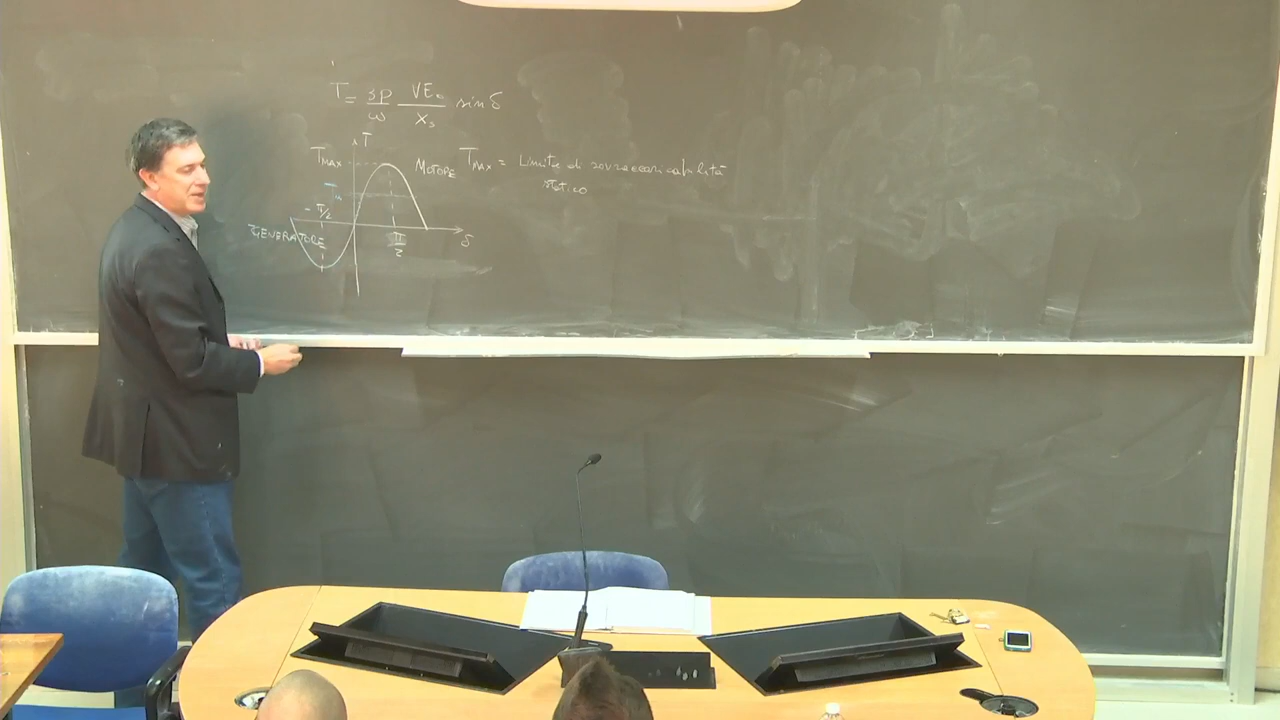 T = 3p/ω VE₀/Xₛ sin δ
T
TMAX
MOTORE TMAX = Limite di sovraccaricabilità
statico
- π/2
GENERATORE
π/2
δ